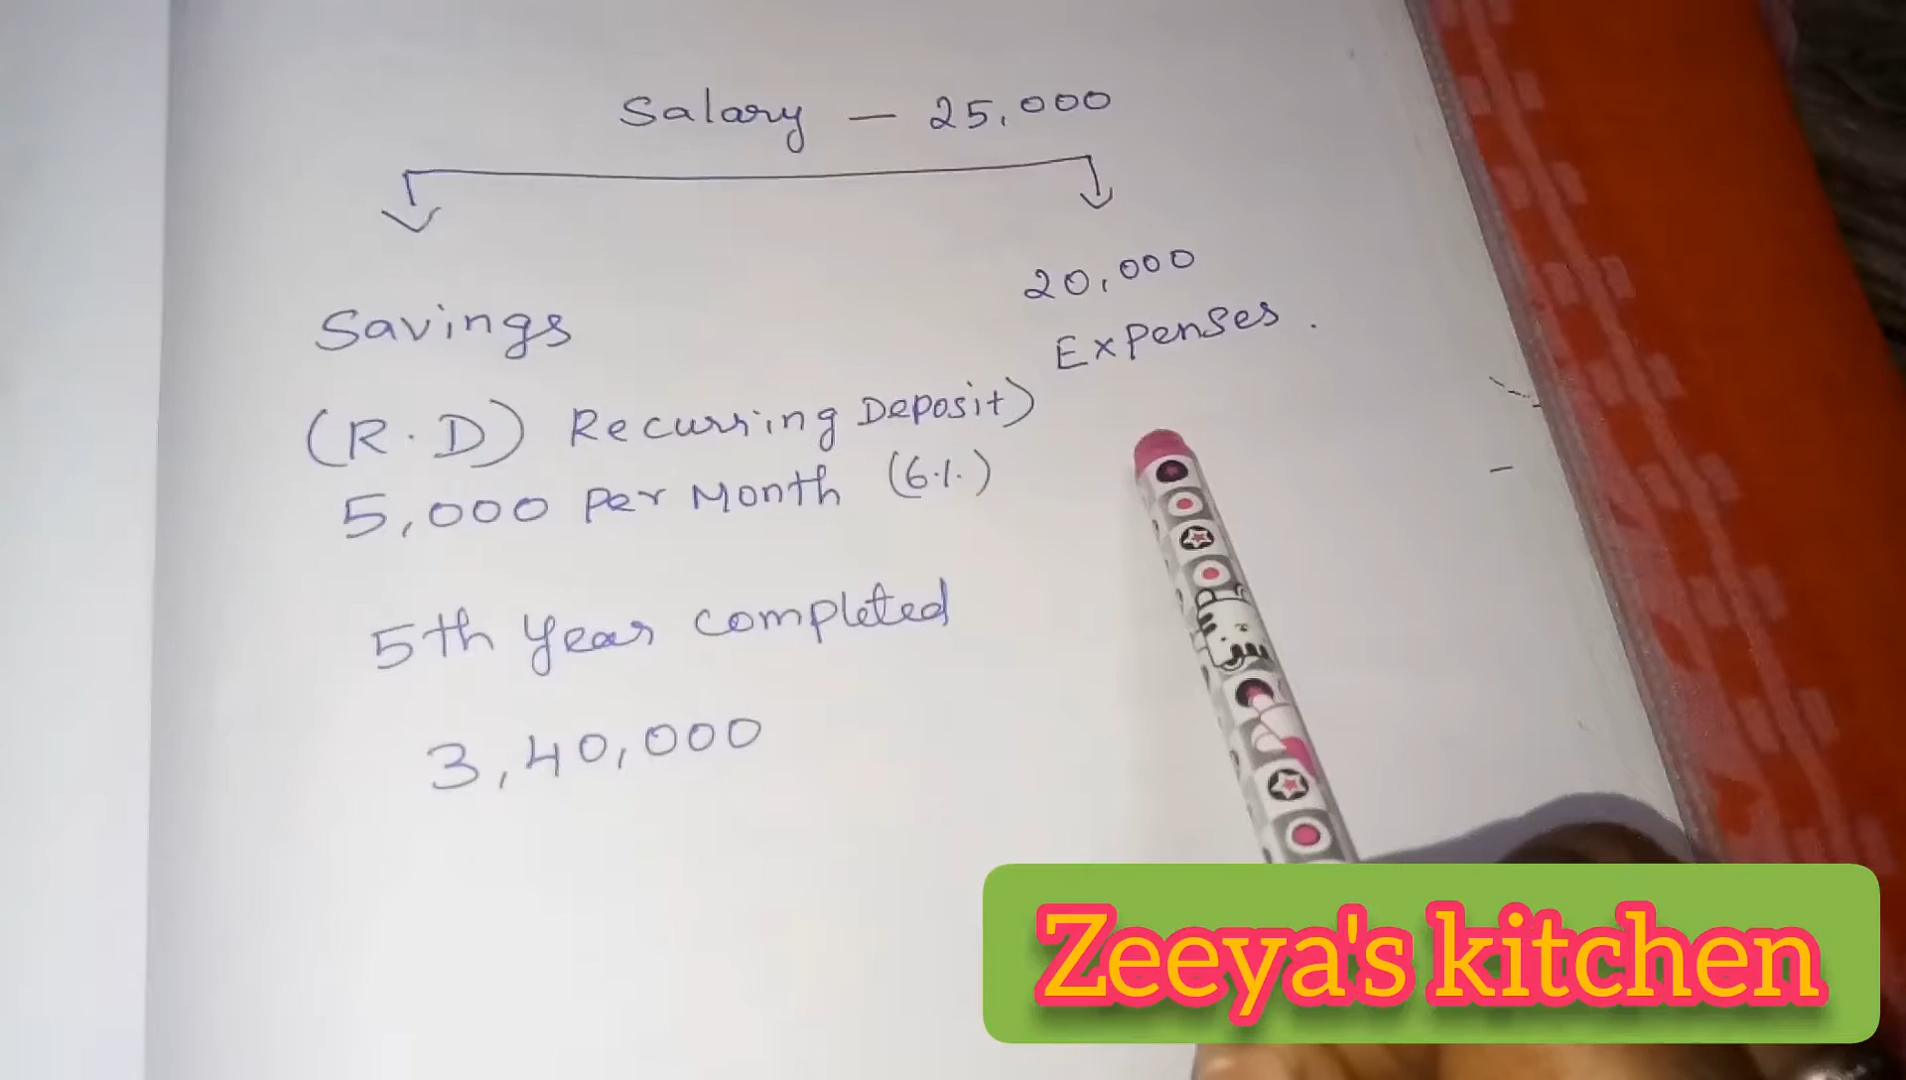 Salary — 25,000
20,000
Expenses.
Savings
(R.D) Recurring Deposit)
5,000 Per Month (6%)
5th Year completed
3,40,000
Zeeya's kitchen